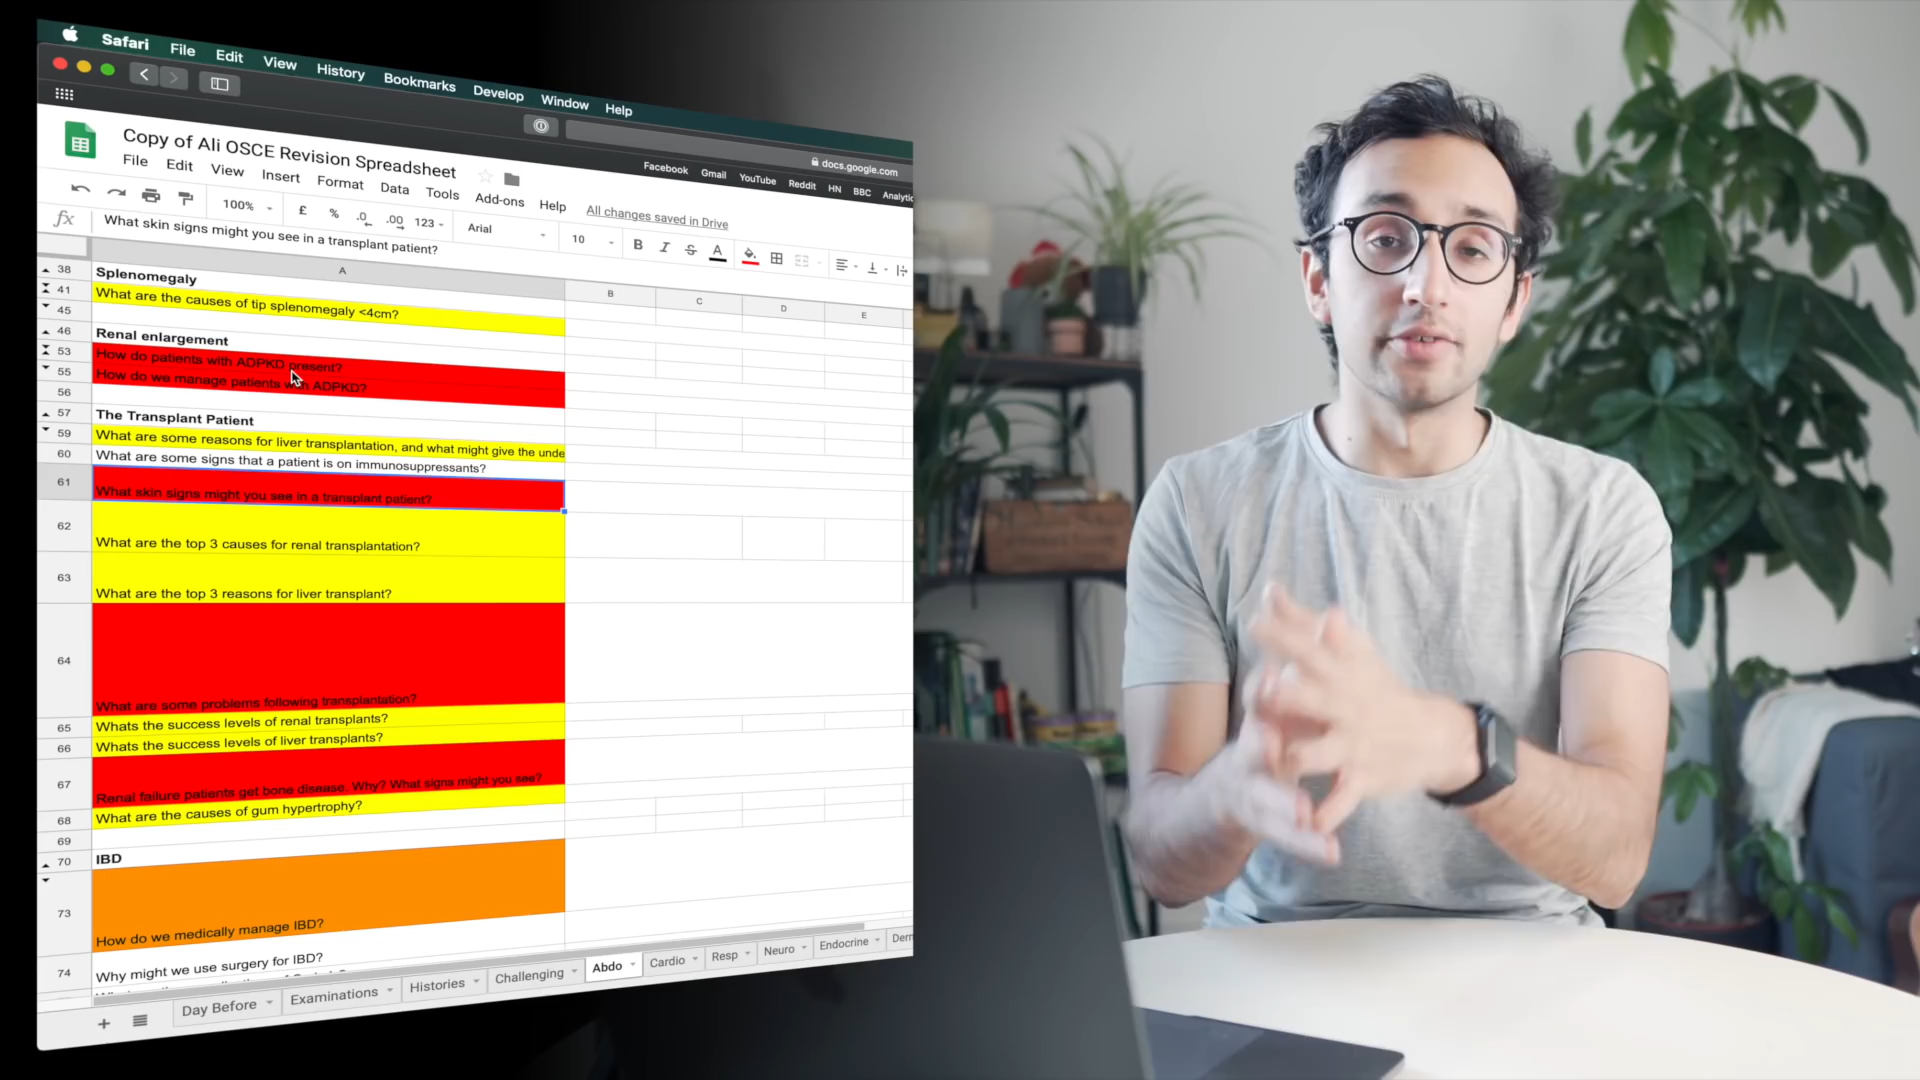 Safari File Edit View History Bookmarks Develop Window Help
docs.google.com
Facebook Gmail YouTube Reddit HN BBC
Copy of Ali OSCE Revision Spreadsheet
File Edit View Insert Format Data Tools Add-ons Help All changes saved in Drive
100% £ % .0 .00 123 Arial 10 B I S A
fx What skin signs might you see in a transplant patient?
A B C D E
38 Splenomegaly
41 What are the causes of tip splenomegaly <4cm?
45
46 Renal enlargement
53 How do patients with ADPKD present?
55 How do we manage patients with ADPKD?
56
57 The Transplant Patient
59 What are some reasons for liver transplantation, and what might give the unde
60 What are some signs that a patient is on immunosuppressants?
61 What skin signs might you see in a transplant patient?
62 What are the top 3 causes for renal transplantation?
63 What are the top 3 reasons for liver transplant?
64 What are some problems following transplantation?
65 Whats the success levels of renal transplants?
66 Whats the success levels of liver transplants?
67 Renal failure patients get bone disease. Why? What signs might you see?
68 What are the causes of gum hypertrophy?
69
70 IBD
73 How do we medically manage IBD?
74 Why might we use surgery for IBD?
+ Day Before Examinations Histories Challenging Abdo Cardio Resp Neuro Endocrine